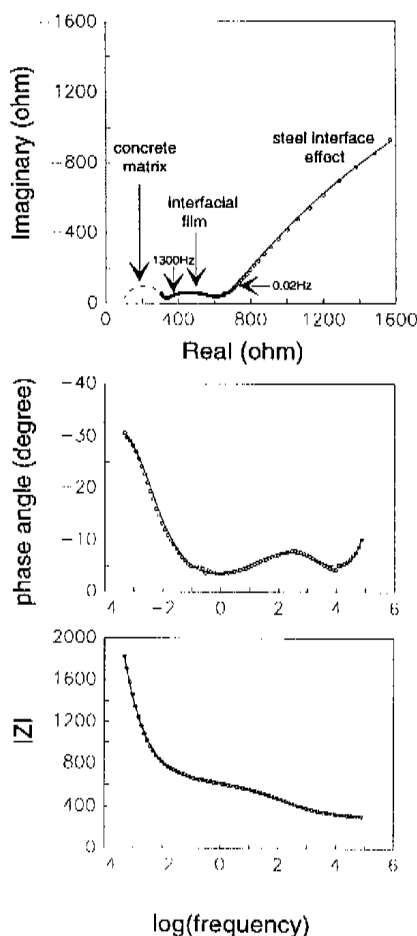 --1600
--1200
--800
--400
0
Imaginary (ohm)
concrete
matrix
1300Hz
interfacial
film
steel interface
effect
0.02Hz
0 400 800 1200 1600
Real (ohm)
--40
--30
--20
--10
0
phase angle (degree)
4 --2 0 2 4 6
2000
1600
1200
800
400
0
|Z|
4 --2 0 2 4 6
log(frequency)